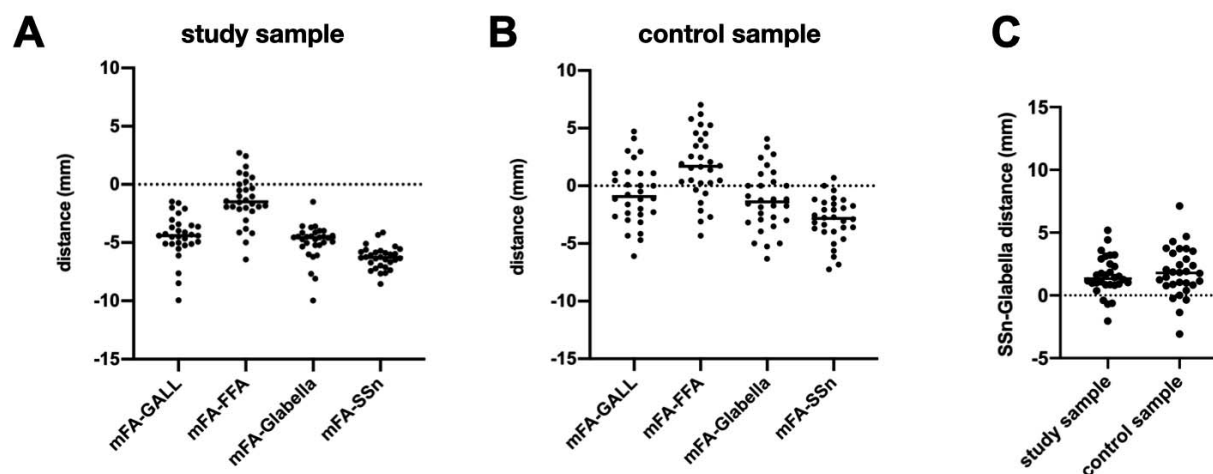 A
study sample
distance (mm)
10
5
0
-5
-10
-15
mFA-GALL
mFA-FFA
mFA-Glabella
mFA-SSn
B
control sample
distance (mm)
10
5
0
-5
-10
-15
mFA-GALL
mFA-FFA
mFA-Glabella
mFA-SSn
C
SSn-Glabella distance (mm)
15
10
5
0
-5
study sample
control sample